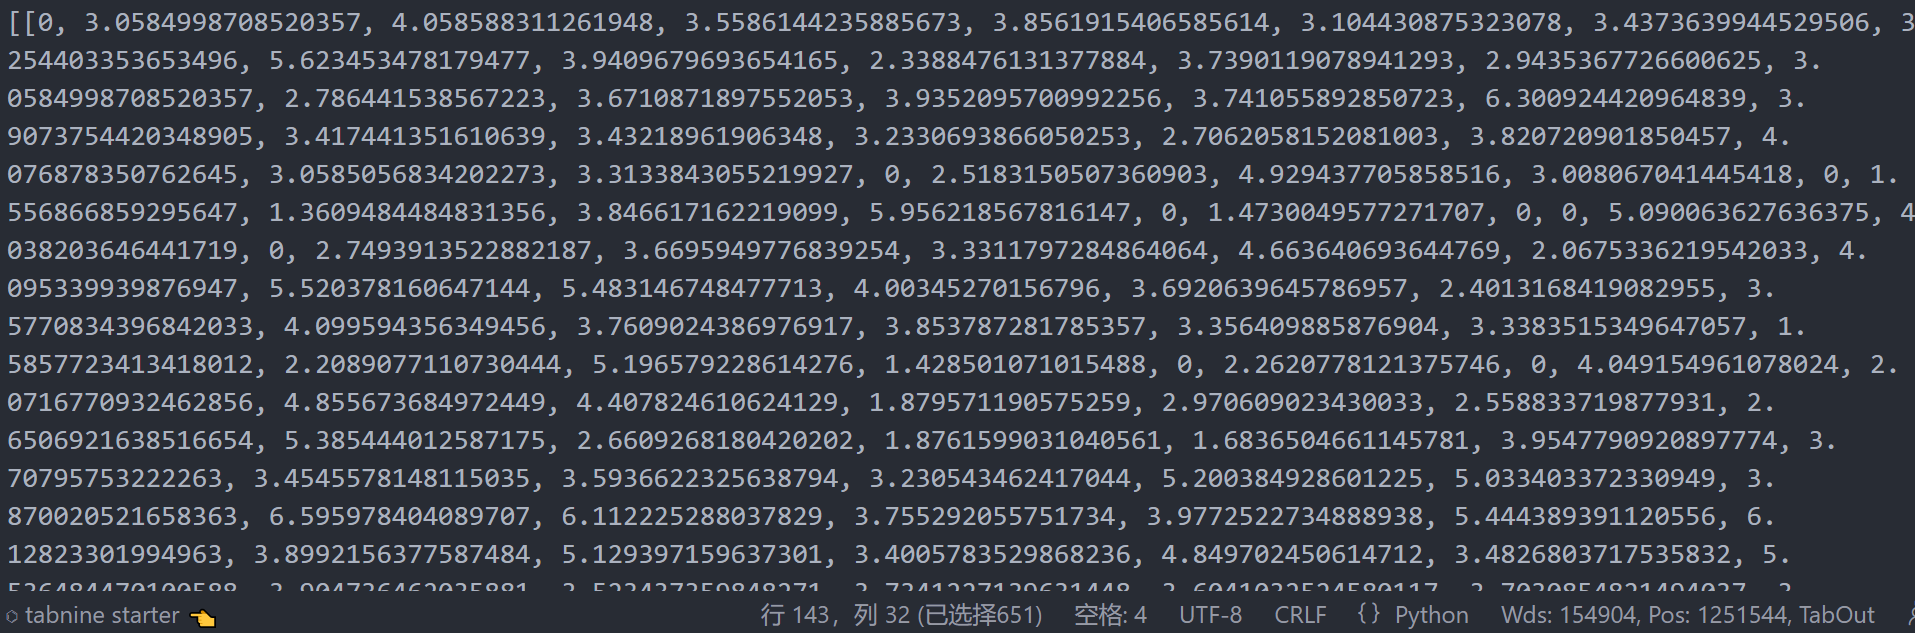 [[0, 3.0584998708520357, 4.058588311261948, 3.5586144235885673, 3.8561915406585614, 3.104430875323078, 3.4373639944529506, 3
254403353653496, 5.623453478179477, 3.9409679693654165, 2.3388476131377884, 3.7390119078941293, 2.9435367726600625, 3.
0584998708520357, 2.786441538567223, 3.6710871897552053, 3.9352095700992256, 3.741055892850723, 6.300924420964839, 3.
9073754420348905, 3.417441351610639, 3.43218961906348, 3.2330693866050253, 2.7062058152081003, 3.820720901850457, 4.
076878350762645, 3.0585056834202273, 3.3133843055219927, 0, 2.5183150507360903, 4.929437705858516, 3.008067041445418, 0, 1.
556866859295647, 1.3609484484831356, 3.846617162219099, 5.956218567816147, 0, 1.4730049577271707, 0, 0, 5.090063627636375, 4
038203646441719, 0, 2.7493913522882187, 3.6695949776839254, 3.3311797284864064, 4.663640693644769, 2.0675336219542033, 4.
095339939876947, 5.520378160647144, 5.483146748477713, 4.00345270156796, 3.6920639645786957, 2.4013168419082955, 3.
5770834396842033, 4.099594356349456, 3.7609024386976917, 3.853787281785357, 3.356409885876904, 3.3383515349647057, 1.
5857723413418012, 2.2089077110730444, 5.196579228614276, 1.428501071015488, 0, 2.2620778121375746, 0, 4.049154961078024, 2.
0716770932462856, 4.855673684972449, 4.407824610624129, 1.879571190575259, 2.970609023430033, 2.558833719877931, 2.
6506921638516654, 5.385444012587175, 2.6609268180420202, 1.8761599031040561, 1.6836504661145781, 3.9547790920897774, 3.
70795753222263, 3.4545578148115035, 3.5936622325638794, 3.230543462417044, 5.200384928601225, 5.033403372330949, 3.
870020521658363, 6.595978404089707, 6.112225288037829, 3.755292055751734, 3.9772522734888938, 5.444389391120556, 6.
12823301994963, 3.8992156377587484, 5.129397159637301, 3.4005783529868236, 4.849702450614712, 3.4826803717535832, 5.
tabnine starter 👈 行 143，列 32 (已选择651) 空格: 4 UTF-8 CRLF {} Python Wds: 154904, Pos: 1251544, TabOut